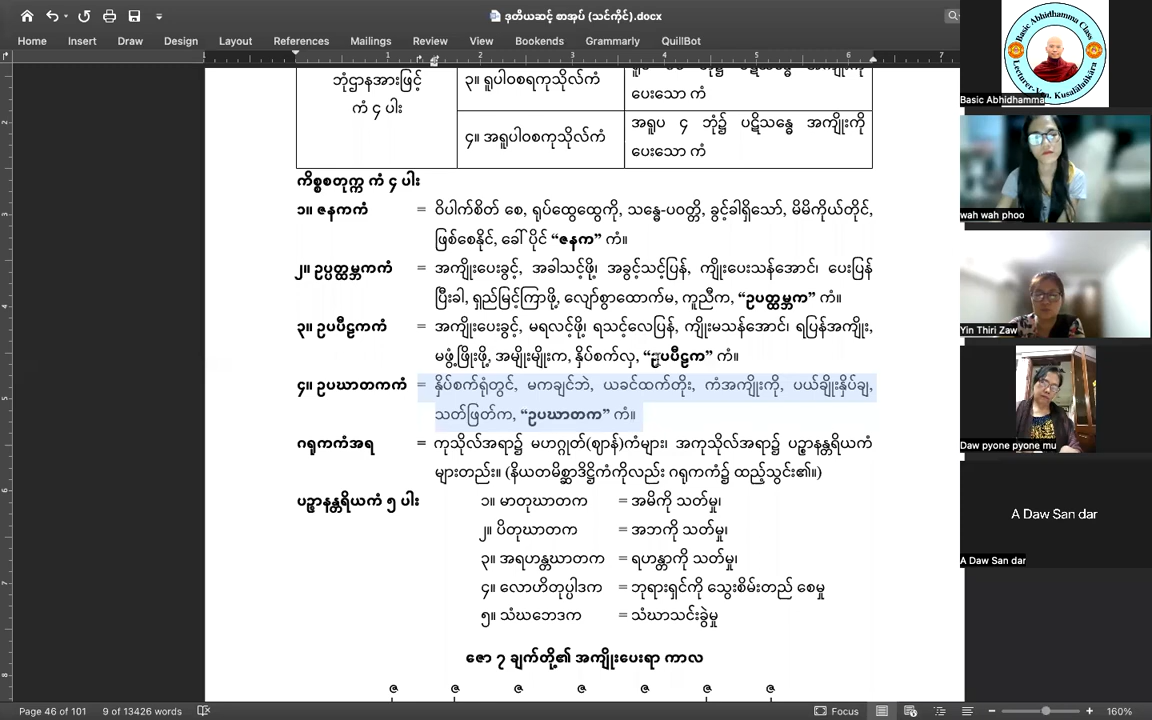 ဒုတိယဆင့် စာအုပ် (သင်ကိုင်).docx
Home Insert Draw Design Layout References Mailings Review View Bookends Grammarly QuillBot
ဘုံဌာနအားဖြင့်
ကံ ၄ ပါး
၃။ ရူပါဝစရကုသိုလ်ကံ
ပေးသော ကံ
၄။ အရူပါဝစကုသိုလ်ကံ
အရူပ ၄ ဘုံ၌ ပဋိသန္ဓေ အကျိုးကို
ပေးသော ကံ
ကိစ္စစတုက္က ကံ ၄ ပါး
၁။ ဇနကကံ = ဝိပါက်စိတ် စေ, ရုပ်ထွေထွေကို, သန္ဓေ-ပဝတ္တိ, ခွင့်ခါရှိသော်, မိမိကိုယ်တိုင်,
ဖြစ်စေနိုင်, ခေါ် ပိုင် “ဇနက” ကံ။
၂။ ဥပတ္ထမ္ဘကကံ = အကျိုးပေးခွင့်, အခါသင့်ဖို့၊ အခွင့်သင့်ပြန်, ကျိုးပေးသန်အောင်၊ ပေးပြန်
ပြီးခါ, ရှည်မြင့်ကြာဖို့, လျော်စွာထောက်မ, ကူညီက, “ဥပတ္ထမ္ဘက” ကံ။
၃။ ဥပပီဠကကံ = အကျိုးပေးခွင့်, မရလင့်ဖို့၊ ရသင့်လေပြန်, ကျိုးမသန်အောင်၊ ရပြန်အကျိုး,
မဖွံ့ဖြိုးဖို့, အမျိုးမျိုးက, နှိပ်စက်လှ, “ဥပပီဠက” ကံ။
၄။ ဥပဃာတကကံ = နှိပ်စက်ရုံတွင်, မကချင်ဘဲ, ယခင်ထက်တိုး, ကံအကျိုးကို, ပယ်ချိုးနှိပ်ချ,
သတ်ဖြတ်က, “ဥပဃာတက” ကံ။
ဂရုကကံအရ = ကုသိုလ်အရာ၌ မဟဂ္ဂုတ်(ဈာန်)ကံများ၊ အကုသိုလ်အရာ၌ ပဉ္စာနန္တရိယကံ
များတည်း။ (နိယတမိစ္ဆာဒိဋ္ဌိကံကိုလည်း ဂရုကကံ၌ ထည့်သွင်း၏။)
ပဉ္စာနန္တရိယကံ ၅ ပါး ၁။ မာတုဃာတက = အမိကို သတ်မှု၊
၂။ ပိတုဃာတက = အဘကို သတ်မှု၊
၃။ အရဟန္တဃာတက = ရဟန္တာကို သတ်မှု၊
၄။ လောဟိတုပ္ပါဒက = ဘုရားရှင်ကို သွေးစိမ်းတည် စေမှု
၅။ သံဃဘေဒက = သံဃာသင်းခွဲမှု
ဇော ၇ ချက်တို့၏ အကျိုးပေးရာ ကာလ
ဇ ဇ ဇ ဇ ဇ ဇ ဇ
Page 46 of 101 9 of 13426 words Focus 160%
Basic Abhidhamma Class
Lecturer-Ven. Kusalālaṅkāra
Basic Abhidhamma
wah wah phoo
Yin Thiri Zaw
Daw pyone pyone mu
A Daw San dar
A Daw San dar